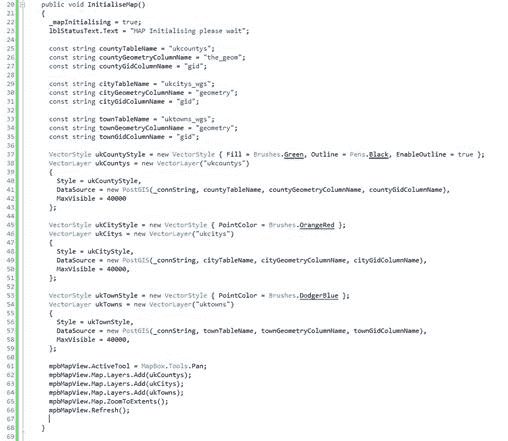 20 public void InitialiseMap()
21 {
22 _mapInitialising = true;
23 lblStatusText.Text = "MAP Initialising please wait";
24
25 const string countyTableName = "ukcountys";
26 const string countyGeometryColumnName = "the_geom";
27 const string countyGidColumnName = "gid";
28
29 const string cityTableName = "ukcitys_wgs";
30 const string cityGeometryColumnName = "geometry";
31 const string cityGidColumnName = "gid";
32
33 const string townTableName = "uktowns_wgs";
34 const string townGeometryColumnName = "geometry";
35 const string townGidColumnName = "gid";
36
37 VectorStyle ukCountyStyle = new VectorStyle { Fill = Brushes.Green, Outline = Pens.Black, EnableOutline = true };
38 VectorLayer ukCountys = new VectorLayer("ukcountys")
39 {
40 Style = ukCountyStyle,
41 DataSource = new PostGIS(_connString, countyTableName, countyGeometryColumnName, countyGidColumnName),
42 MaxVisible = 40000
43 };
44
45 VectorStyle ukCityStyle = new VectorStyle { PointColor = Brushes.OrangeRed };
46 VectorLayer ukCitys = new VectorLayer("ukcitys")
47 {
48 Style = ukCityStyle,
49 DataSource = new PostGIS(_connString, cityTableName, cityGeometryColumnName, cityGidColumnName),
50 MaxVisible = 40000,
51 };
52
53 VectorStyle ukTownStyle = new VectorStyle { PointColor = Brushes.DodgerBlue };
54 VectorLayer ukTowns = new VectorLayer("uktowns")
55 {
56 Style = ukTownStyle,
57 DataSource = new PostGIS(_connString, townTableName, townGeometryColumnName, townGidColumnName),
58 MaxVisible = 40000,
59 };
60
61 mpbMapView.ActiveTool = MapBox.Tools.Pan;
62 mpbMapView.Map.Layers.Add(ukCountys);
63 mpbMapView.Map.Layers.Add(ukCitys);
64 mpbMapView.Map.Layers.Add(ukTowns);
65 mpbMapView.Map.ZoomToExtents();
66 mpbMapView.Refresh();
67
68 }
69